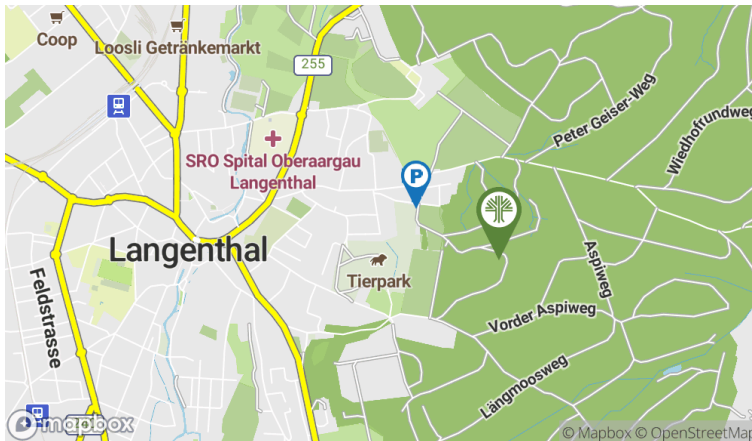 Coop
Loosli Getränkemarkt
255
Peter Geiser-Weg
Wiedhofrundweg
SRO Spital Oberaargau
Langenthal
P
Langenthal
Tierpark
Aspiweg
Feldstrasse
Vorder Aspiweg
Längmoosweg
mapbox
© Mapbox © OpenStreetMap